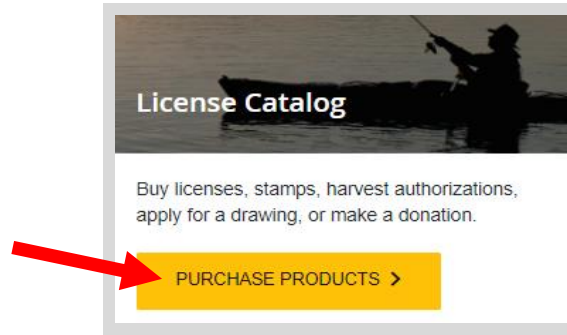 License Catalog
Buy licenses, stamps, harvest authorizations,
apply for a drawing, or make a donation.
PURCHASE PRODUCTS >